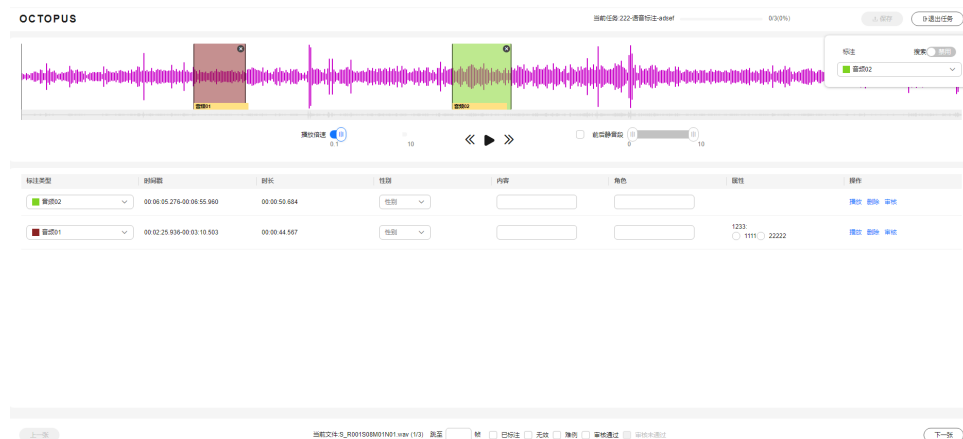 OCTOPUS
当前任务 222-语音标注-adsef
0/3(0%)
保存
退出任务
标注
搜索
禁用
音频02
音频01
音频02
播放倍速
0.1
10
前后静音段
0
10
标注类型
时间戳
时长
性别
内容
角色
属性
操作
音频02
00:06:05.276-00:06:55.960
00:00:50.684
性别
播放 删除 审核
音频01
00:02:25.936-00:03:10.503
00:00:44.567
性别
1233:
1111 22222
播放 删除 审核
上一张
当前文件:S_R001S08M01N01.wav (1/3) 跳至 帧 已标注 无效 难例 审核通过 审核未通过
下一张